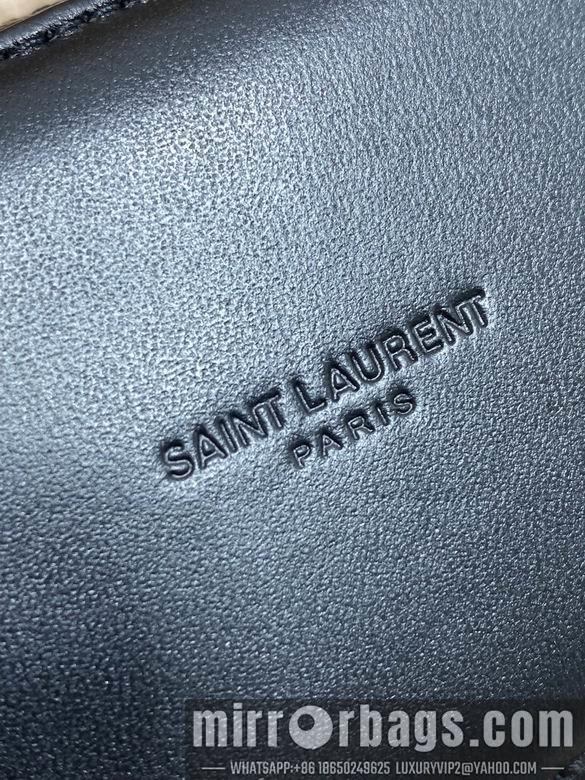 SAINT LAURENT
PARIS
mirrorbags.com
WHATSAPP:+86 18650249625 LUXURYVIP2@YAHOO.COM